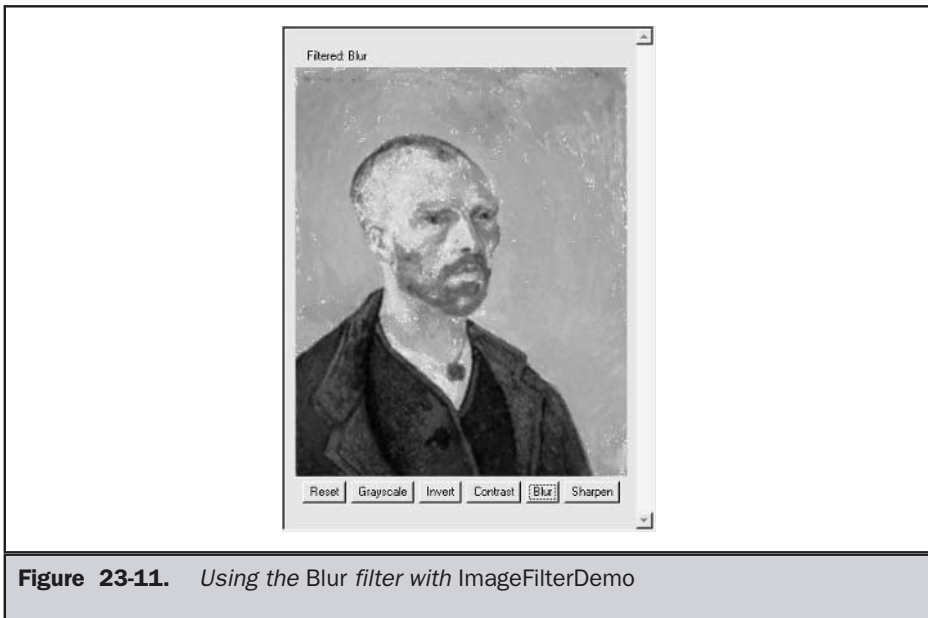 Filtered: Blur
Reset Grayscale Invert Contrast Blur Sharpen
Figure 23-11. Using the Blur filter with ImageFilterDemo